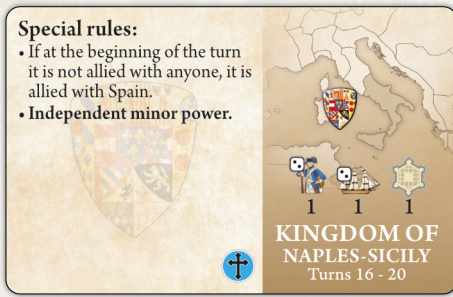 Special rules:
• If at the beginning of the turn
it is not allied with anyone, it is
allied with Spain.
• Independent minor power.
1 1 1
KINGDOM OF
NAPLES-SICILY
Turns 16 - 20